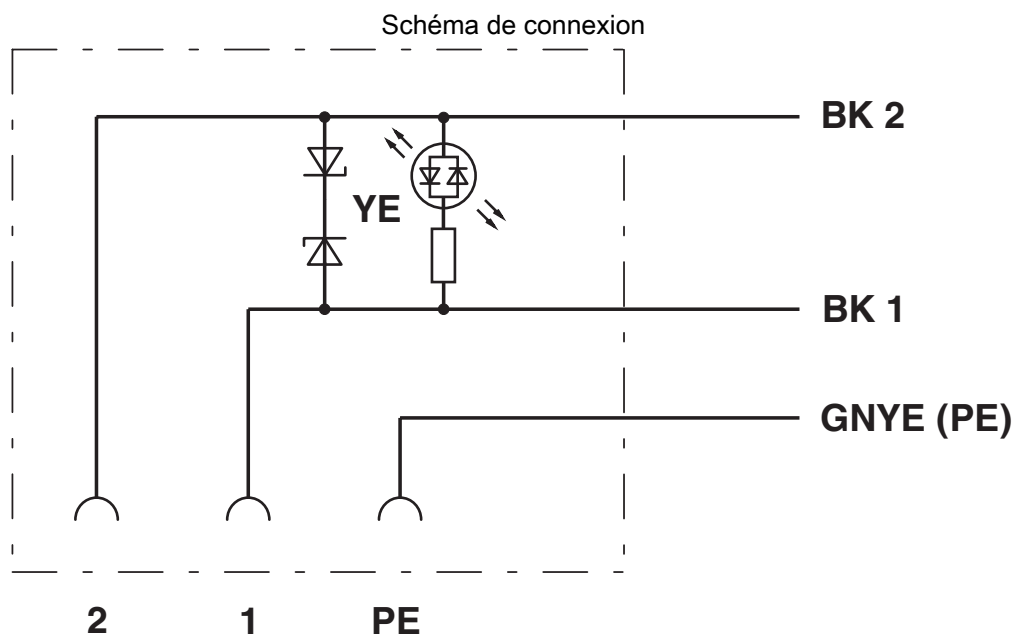 Schéma de connexion
BK 2
YE
BK 1
GNYE (PE)
2 1 PE